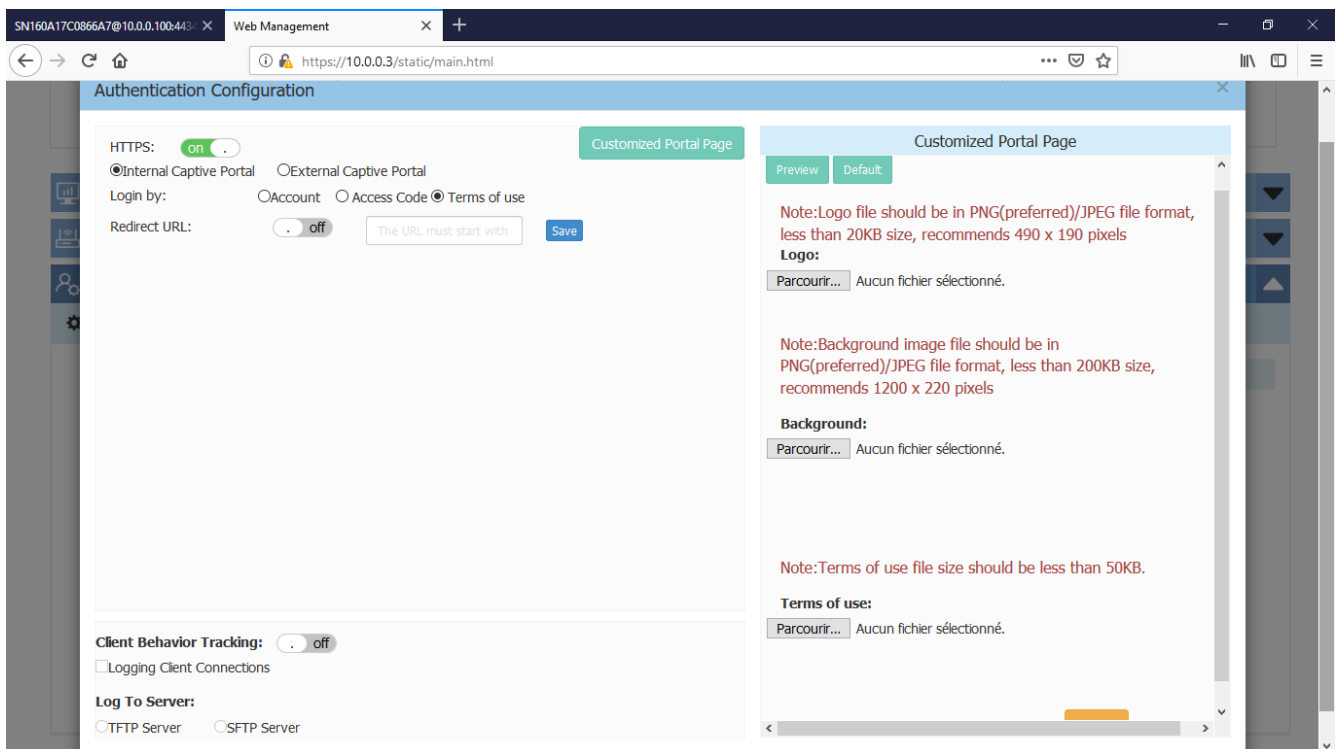 SN160A17C0866A7@10.0.0.100:4434
Web Management
https://10.0.0.3/static/main.html
Authentication Configuration
HTTPS: on
Customized Portal Page
Internal Captive Portal External Captive Portal
Login by: Account Access Code Terms of use
Redirect URL: off The URL must start with Save
Client Behavior Tracking: off
Logging Client Connections
Log To Server:
TFTP Server SFTP Server
Customized Portal Page
Preview Default
Note:Logo file should be in PNG(preferred)/JPEG file format,
less than 20KB size, recommends 490 x 190 pixels
Logo:
Parcourir... Aucun fichier sélectionné.
Note:Background image file should be in
PNG(preferred)/JPEG file format, less than 200KB size,
recommends 1200 x 220 pixels
Background:
Parcourir... Aucun fichier sélectionné.
Note:Terms of use file size should be less than 50KB.
Terms of use:
Parcourir... Aucun fichier sélectionné.